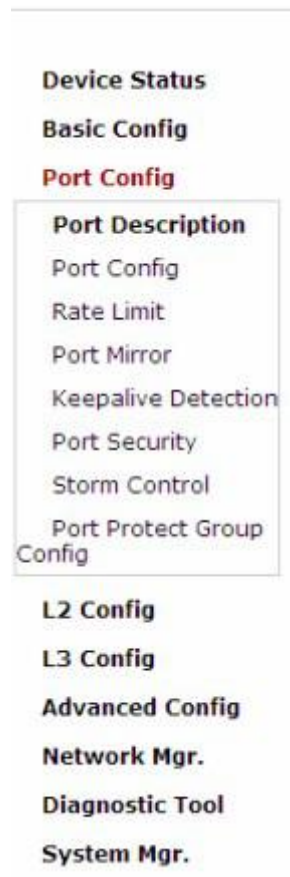 Device Status
Basic Config
Port Config
Port Description
Port Config
Rate Limit
Port Mirror
Keepalive Detection
Port Security
Storm Control
Port Protect Group
Config
L2 Config
L3 Config
Advanced Config
Network Mgr.
Diagnostic Tool
System Mgr.